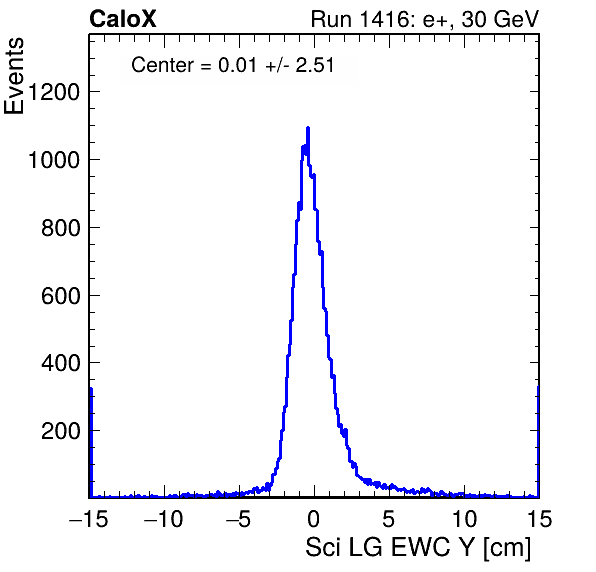 CaloX Run 1416: e+, 30 GeV
Center = 0.01 +/- 2.51
Events
1200
1000
800
600
400
200
−15 −10 −5 0 5 10 15
Sci LG EWC Y [cm]